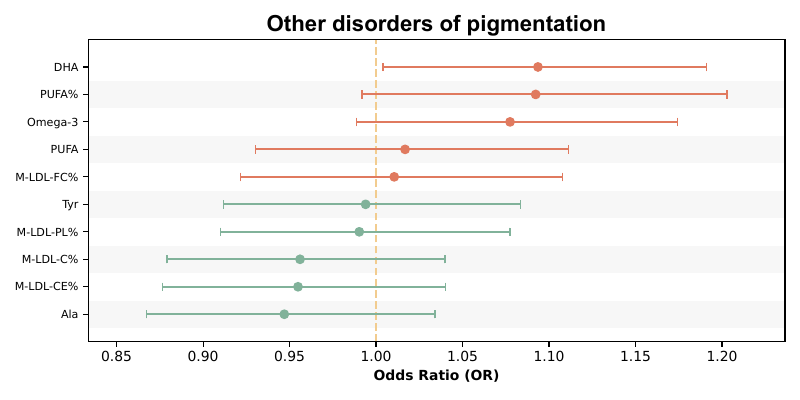 Other disorders of pigmentation
DHA
PUFA%
Omega-3
PUFA
M-LDL-FC%
Tyr
M-LDL-PL%
M-LDL-C%
M-LDL-CE%
Ala
0.85 0.90 0.95 1.00 1.05 1.10 1.15 1.20
Odds Ratio (OR)